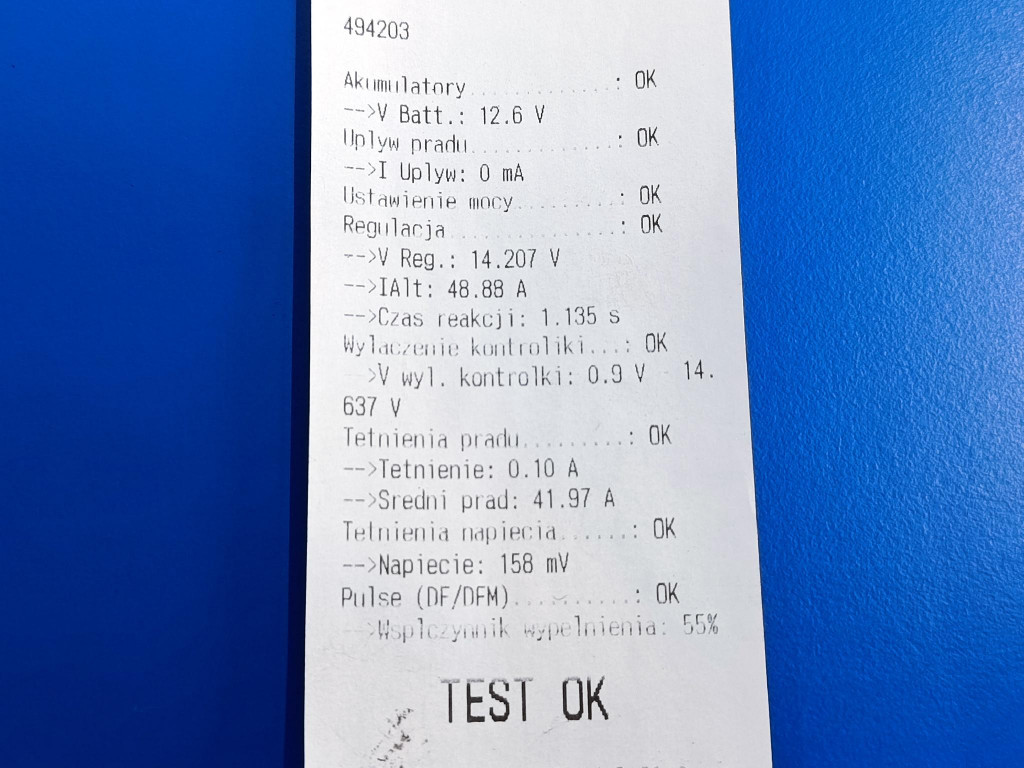 494203
Akumulatory.............: OK
-->V Batt.: 12.6 V
Uplyw pradu.............: OK
-->I Uplyw: 0 mA
Ustawienie mocy.........: OK
Regulacja...............: OK
-->V Reg.: 14.207 V
-->IAlt: 48.88 A
-->Czas reakcji: 1.135 s
Wylaczenie kontroliki...: OK
-->V wyl. kontrolki: 0.9 V - 14.
637 V
Tetnienia pradu.........: OK
-->Tetnienie: 0.10 A
-->Sredni prad: 41.97 A
Tetnienia napiecia......: OK
-->Napiecie: 158 mV
Pulse (DF/DFM)..........: OK
-->Wsplczynnik wypelnienia: 55%
TEST OK